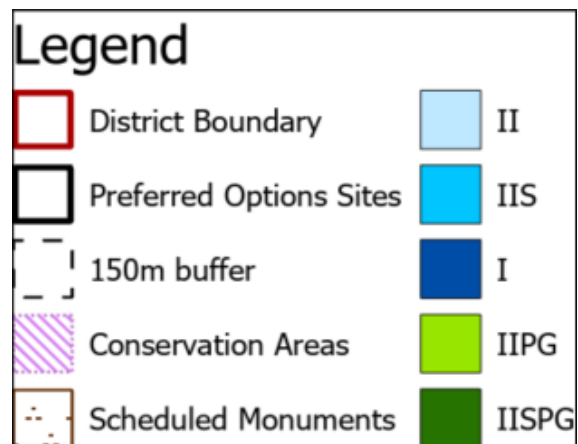 Legend
District Boundary
Preferred Options Sites
150m buffer
Conservation Areas
Scheduled Monuments
II
IIS
I
IIPG
IISPG